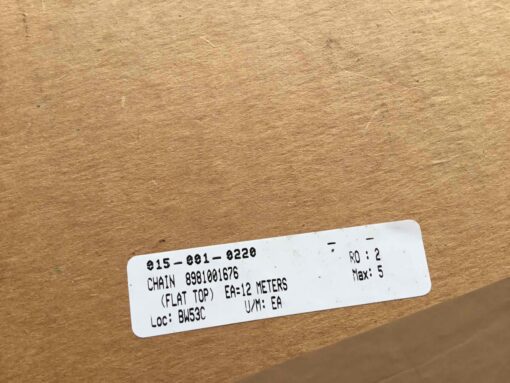 015-001-0220
CHAIN 8981001676 RO : 2
(FLAT TOP) EA=12 METERS Max: 5
Loc: BW53C U/M: EA